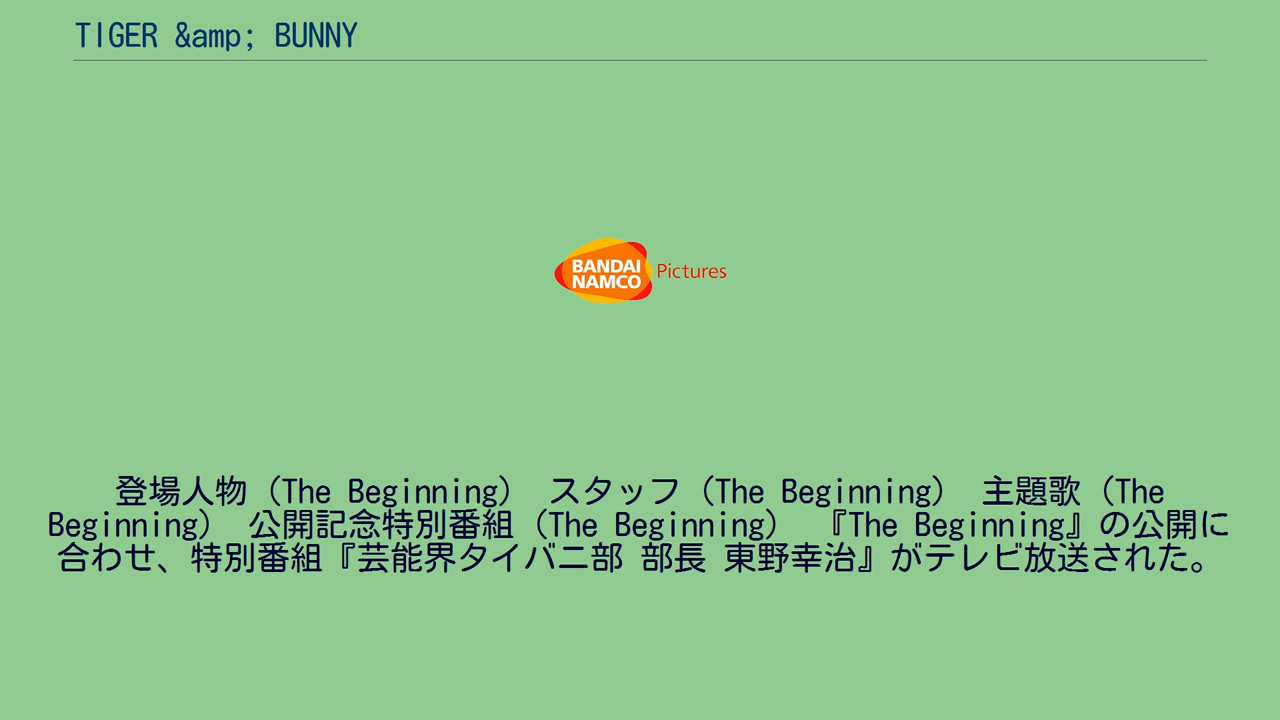 TIGER &amp; BUNNY
BANDAI
NAMCO
Pictures
登場人物（The Beginning） スタッフ（The Beginning） 主題歌（The
Beginning） 公開記念特別番組（The Beginning） 『The Beginning』の公開に
合わせ、特別番組『芸能界タイバニ部 部長 東野幸治』がテレビ放送された。